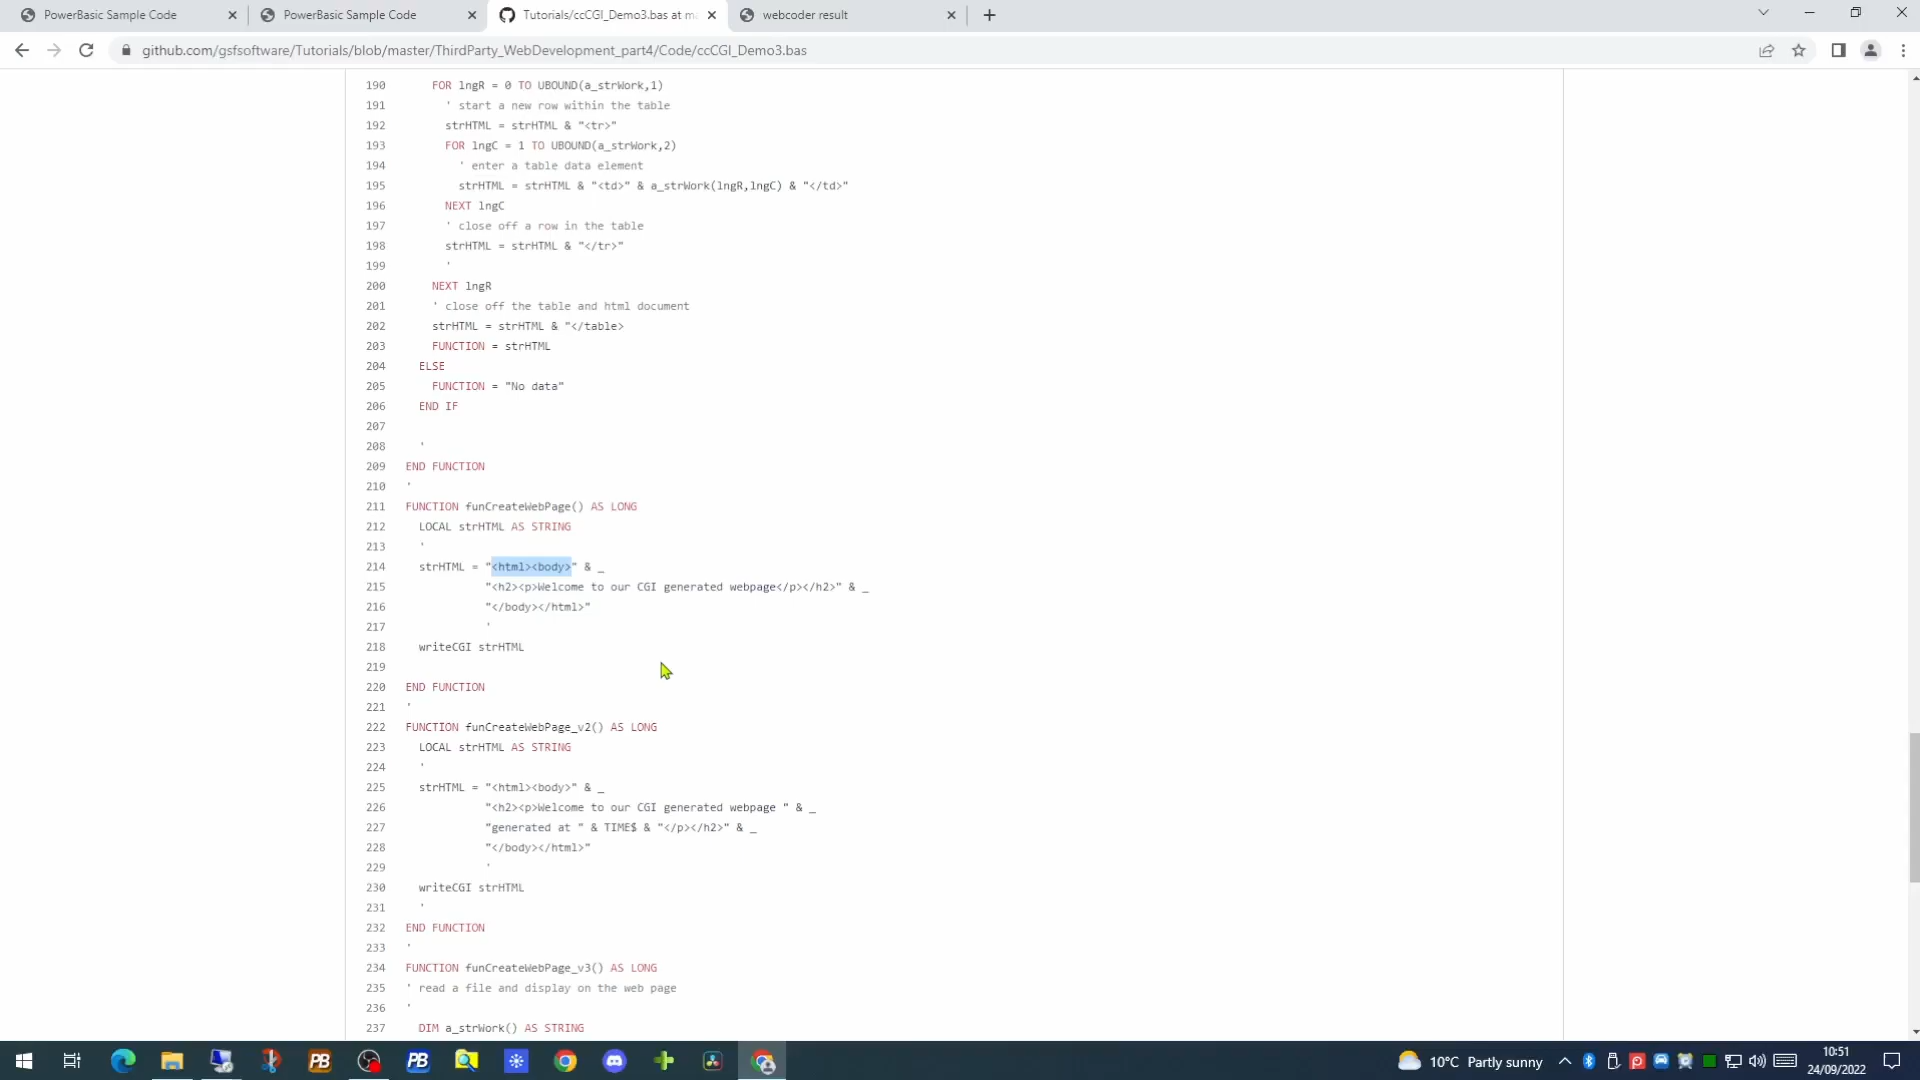 PowerBasic Sample Code
PowerBasic Sample Code
Tutorials/ccCGI_Demo3.bas at ma
webcoder result
github.com/gsfsoftware/Tutorials/blob/master/ThirdParty_WebDevelopment_part4/Code/ccCGI_Demo3.bas
190 FOR lngR = 0 TO UBOUND(a_strWork,1)
191 ' start a new row within the table
192 strHTML = strHTML & "<tr>"
193 FOR lngC = 1 TO UBOUND(a_strWork,2)
194 ' enter a table data element
195 strHTML = strHTML & "<td>" & a_strWork(lngR,lngC) & "</td>"
196 NEXT lngC
197 ' close off a row in the table
198 strHTML = strHTML & "</tr>"
199 '
200 NEXT lngR
201 ' close off the table and html document
202 strHTML = strHTML & "</table>
203 FUNCTION = strHTML
204 ELSE
205 FUNCTION = "No data"
206 END IF
207
208 '
209 END FUNCTION
210 '
211 FUNCTION funCreateWebPage() AS LONG
212 LOCAL strHTML AS STRING
213 '
214 strHTML = "<html><body>" & _
215 "<h2><p>Welcome to our CGI generated webpage</p></h2>" & _
216 "</body></html>"
217 '
218 writeCGI strHTML
219
220 END FUNCTION
221 '
222 FUNCTION funCreateWebPage_v2() AS LONG
223 LOCAL strHTML AS STRING
224 '
225 strHTML = "<html><body>" & _
226 "<h2><p>Welcome to our CGI generated webpage " & _
227 "generated at " & TIME$ & "</p></h2>" & _
228 "</body></html>"
229 '
230 writeCGI strHTML
231 '
232 END FUNCTION
233 '
234 FUNCTION funCreateWebPage_v3() AS LONG
235 ' read a file and display on the web page
236 '
237 DIM a_strWork() AS STRING
PB
PB
10°C Partly sunny
10:51
24/09/2022